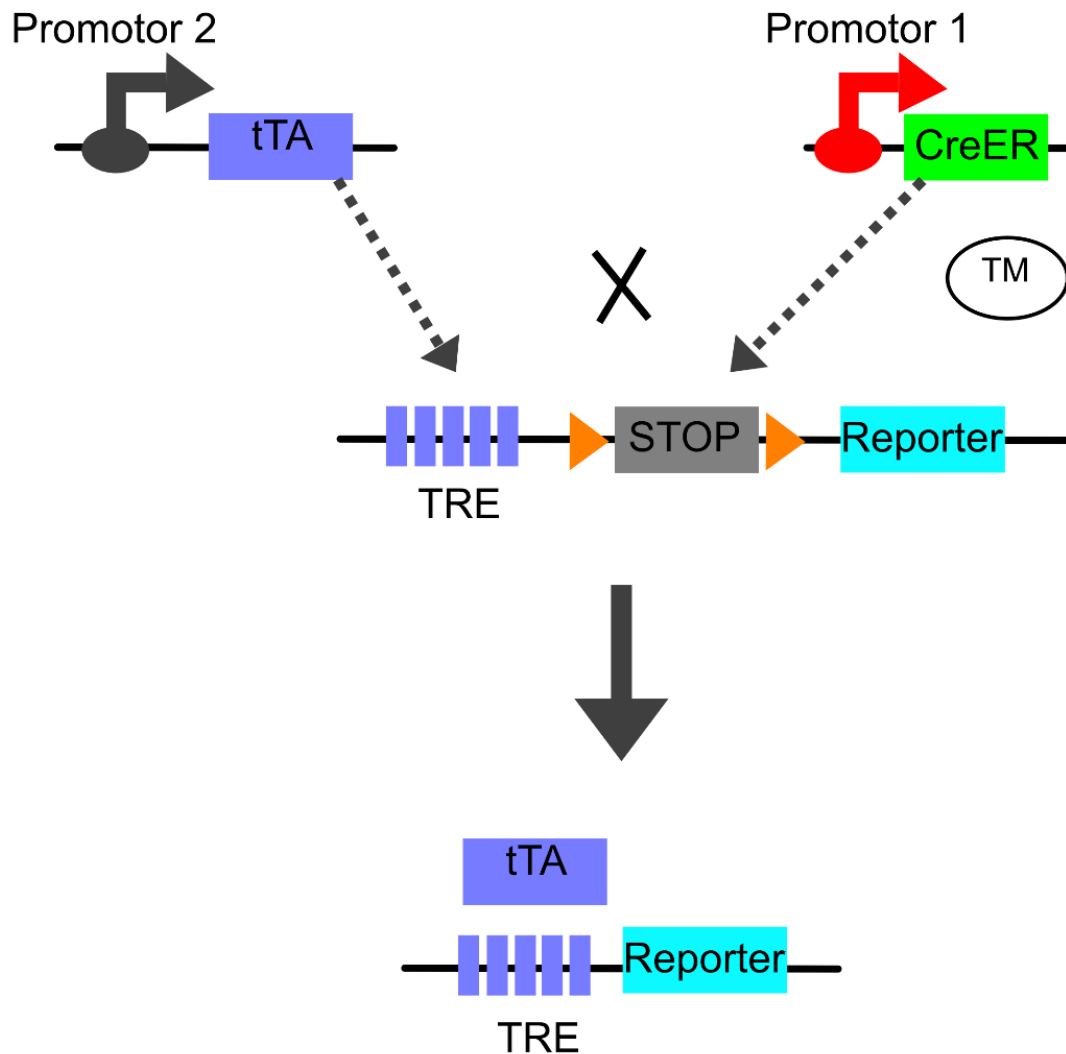 Promotor 2
Promotor 1
tTA
CreER
TM
STOP
Reporter
TRE
tTA
Reporter
TRE